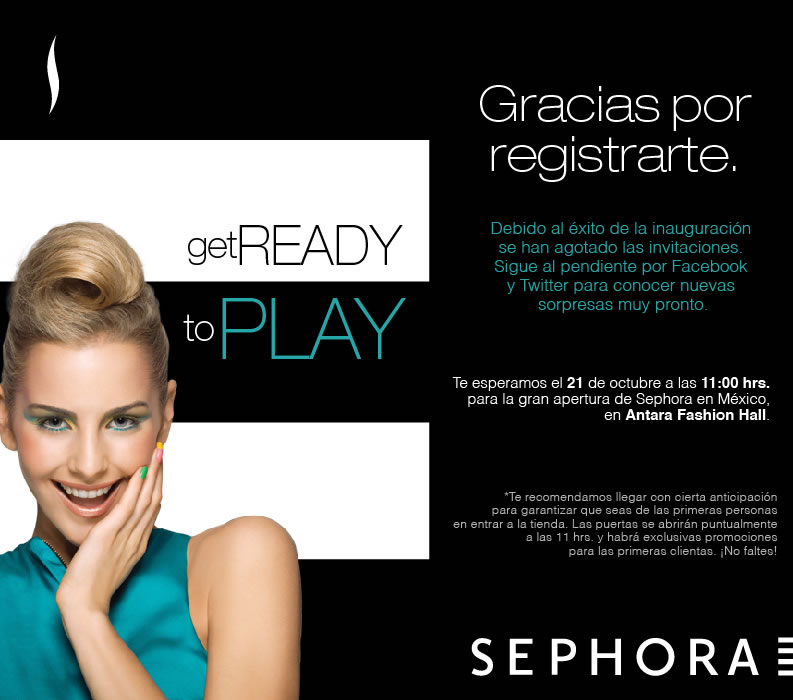 getREADY
to PLAY
Gracias por
registrarte.
Debido al éxito de la inauguración
se han agotado las invitaciones.
Sigue al pendiente por Facebook
y Twitter para conocer nuevas
sorpresas muy pronto.
Te esperamos el 21 de octubre a las 11:00 hrs.
para la gran apertura de Sephora en México,
en Antara Fashion Hall.
*Te recomendamos llegar con cierta anticipación
para garantizar que seas de las primeras personas
en entrar a la tienda. Las puertas se abrirán puntualmente
a las 11 hrs. y habrá exclusivas promociones
para las primeras clientas. ¡No faltes!
SEPHORA